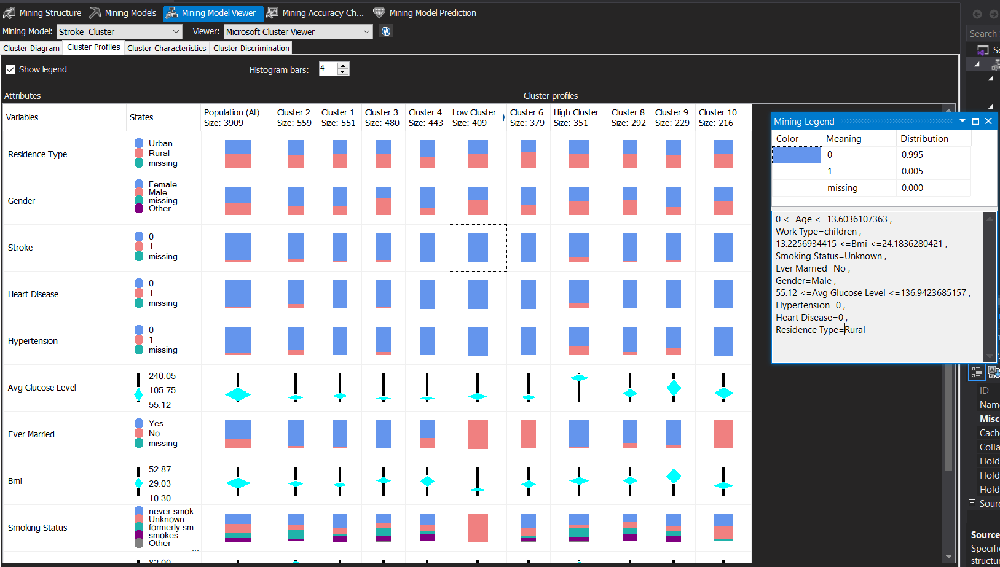 Mining Structure Mining Models Mining Model Viewer Mining Accuracy Ch... Mining Model Prediction
Mining Model: Stroke_Cluster Viewer: Microsoft Cluster Viewer
Cluster Diagram Cluster Profiles Cluster Characteristics Cluster Discrimination
Show legend Histogram bars: 4
Attributes Cluster profiles
Variables States Population (All) Cluster 2 Cluster 1 Cluster 3 Cluster 4 Low Cluster Cluster 6 High Cluster Cluster 8 Cluster 9 Cluster 10
Size: 3909 Size: 559 Size: 551 Size: 480 Size: 443 Size: 409 Size: 379 Size: 351 Size: 292 Size: 229 Size: 216
Residence Type
Urban
Rural
missing
Gender
Female
Male
missing
Other
Stroke
0
1
missing
Heart Disease
0
1
missing
Hypertension
0
1
missing
Avg Glucose Level
240.05
105.75
55.12
Ever Married
Yes
No
missing
Bmi
52.87
29.03
10.30
Smoking Status
never smok
Unknown
formerly sm
smokes
Other
...
Mining Legend
Color Meaning Distribution
0 0.995
1 0.005
missing 0.000
0 <=Age <=13.6036107363 ,
Work Type=children ,
13.2256934415 <=Bmi <=24.1836280421 ,
Smoking Status=Unknown ,
Ever Married=No ,
Gender=Male ,
55.12 <=Avg Glucose Level <=136.9423685157 ,
Hypertension=0 ,
Heart Disease=0 ,
Residence Type=Rural
Search
ID
Nam
Misc
Cach
Colla
Hold
Hold
Hold
Sour
Source
Specifi
structu